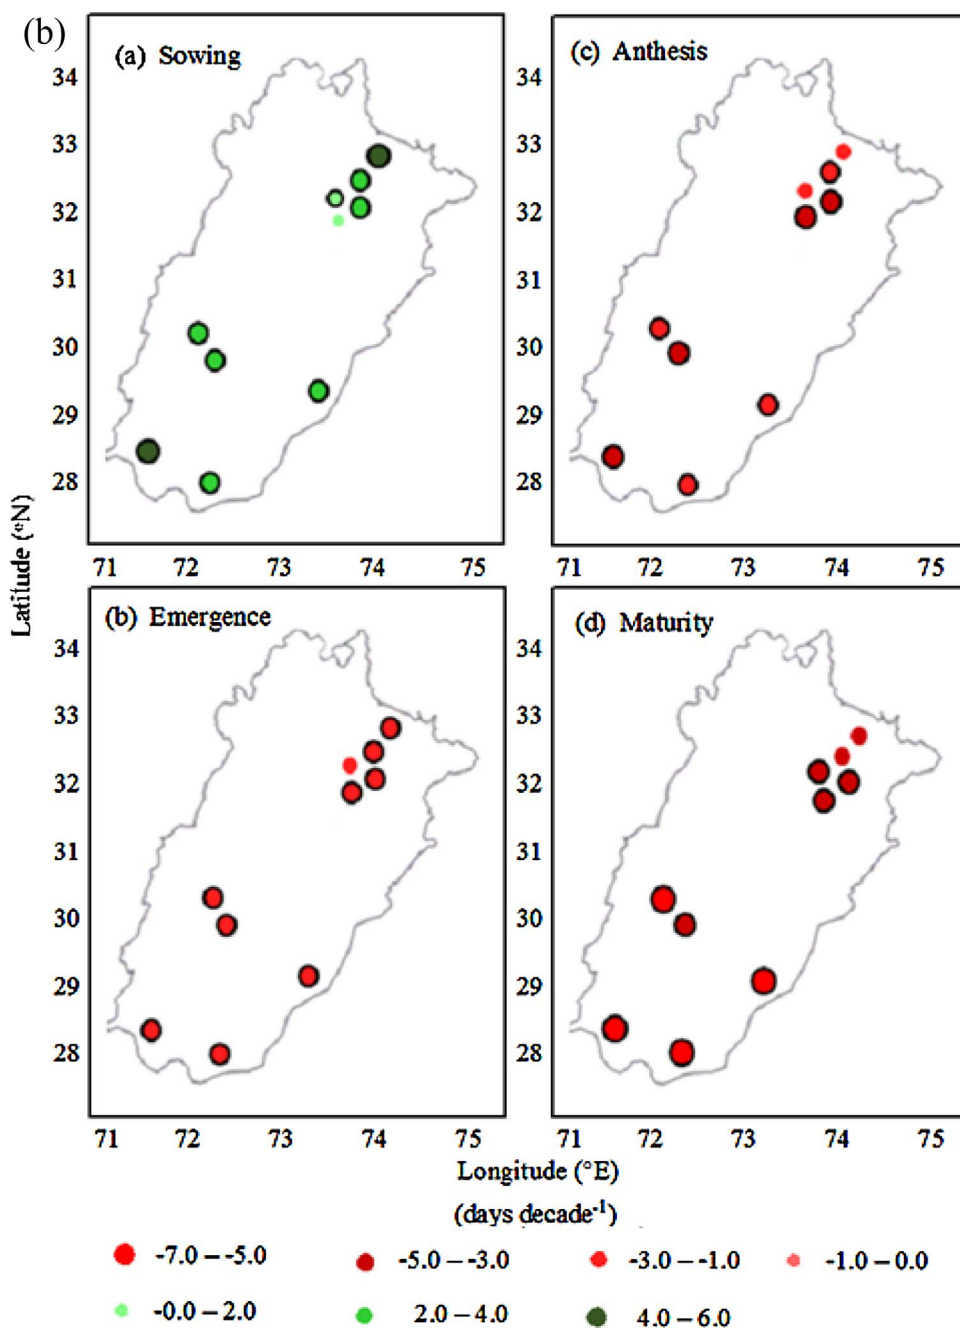 (b)
(a) Sowing
(c) Anthesis
34
33
32
31
30
29
28
34
33
32
31
30
29
28
71 72 73 74 75
71 72 73 74 75
Latitude (°N)
(b) Emergence
(d) Maturity
34
33
32
31
30
29
28
34
33
32
31
30
29
28
71 72 73 74 75
71 72 73 74 75
Longitude (°E)
(days decade⁻¹)
-7.0 – -5.0 -5.0 – -3.0 -3.0 – -1.0 -1.0 – 0.0
-0.0 – 2.0 2.0 – 4.0 4.0 – 6.0